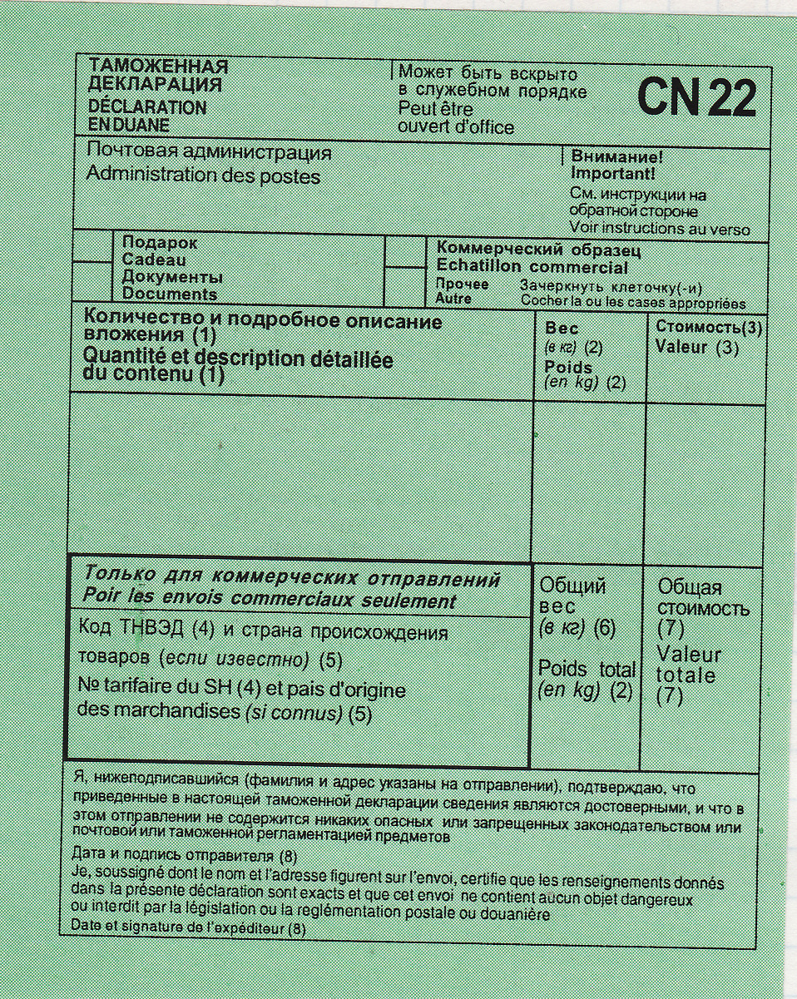 ТАМОЖЕННАЯ
ДЕКЛАРАЦИЯ
DÉCLARATION
EN DUANE
Может быть вскрыто
в служебном порядке
Peut être
ouvert d'office
CN 22
Почтовая администрация
Administration des postes
Внимание!
Important!
См. инструкции на
обратной стороне
Voir instructions au verso
Подарок
Cadeau
Документы
Documents
Коммерческий образец
Echatillon commercial
Прочее Зачеркнуть клеточку(-и)
Autre Cocher la ou les cases appropriées
Количество и подробное описание
вложения (1)
Quantité et description détaillée
du contenu (1)
Вес
(в кг) (2)
Poids
(en kg) (2)
Стоимость(3)
Valeur (3)
Только для коммерческих отправлений
Poir les envois commerciaux seulement
Код ТНВЭД (4) и страна происхождения
товаров (если известно) (5)
№ tarifaire du SH (4) et pais d'origine
des marchandises (si connus) (5)
Общий
вес
(в кг) (6)
Poids total
(en kg) (2)
Общая
стоимость
(7)
Valeur
totale
(7)
Я, нижеподписавшийся (фамилия и адрес указаны на отправлении), подтверждаю, что
приведенные в настоящей таможенной декларации сведения являются достоверными, и что в
этом отправлении не содержится никаких опасных или запрещенных законодательством или
почтовой или таможенной регламентацией предметов
Дата и подпись отправителя (8)
Je, soussigné dont le nom et l'adresse figurent sur l'envoi, certifie que les renseignements donnés
dans la présente déclaration sont exacts et que cet envoi ne contient aucun objet dangereux
ou interdit par la législation ou la reglémentation postale ou douanière
Date et signature de l'expéditeur (8)